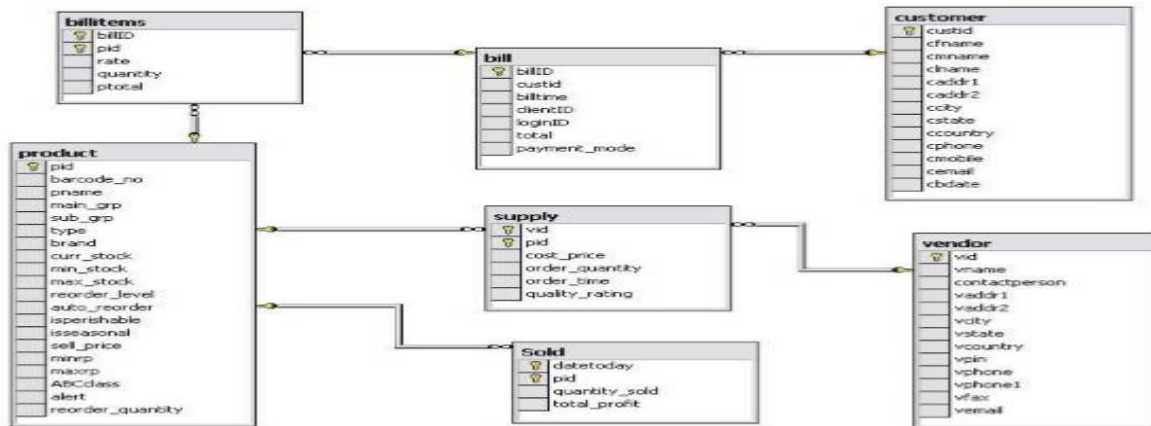 billitems
billID
pid
rate
quantity
ptotal
bill
billID
custid
billtime
clientID
loginID
total
payment_mode
customer
custid
cfname
cmname
clname
caddr1
caddr2
ccity
cstate
ccountry
cphone
cmobile
cemail
cbdate
product
pid
barcode_no
pname
main_grp
sub_grp
type
brand
curr_stock
min_stock
max_stock
reorder_level
auto_reorder
isperishable
isseasonal
sell_price
minrp
maxrp
ABCclass
alert
reorder_quantity
supply
vid
pid
cost_price
order_quantity
order_time
quality_rating
Sold
datetoday
pid
quantity_sold
total_profit
vendor
vid
vname
contactperson
vaddr1
vaddr2
vcity
vstate
vcountry
vpin
vphone
vphone1
vfax
vemail